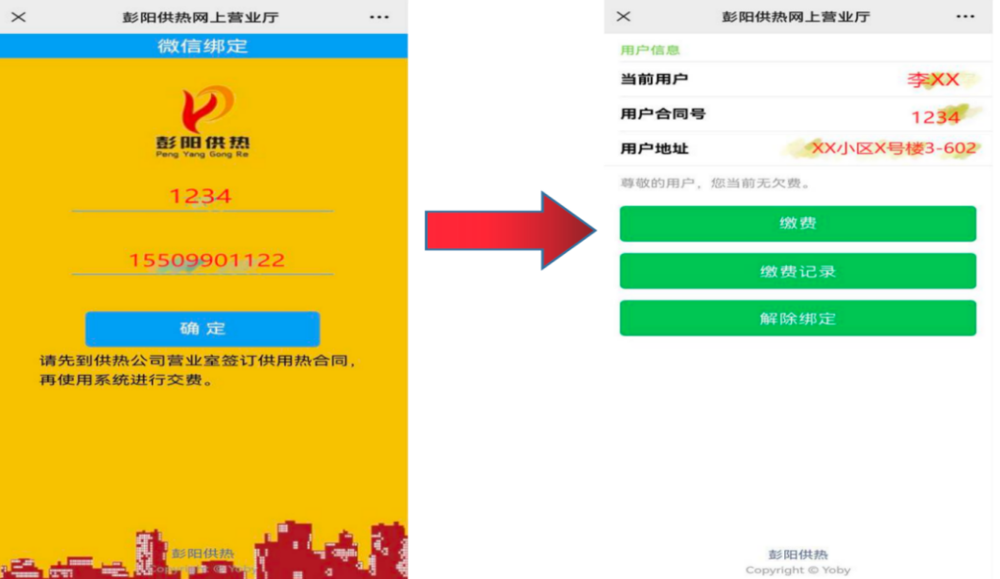 彭阳供热网上营业厅
微信绑定
彭阳供热
Peng Yang Gong Re
1234
15509901122
确定
请先到供热公司营业室签订供用热合同，
再使用系统进行交费。
彭阳供热
Copyright © Yoby
彭阳供热网上营业厅
用户信息
当前用户 李XX
用户合同号 1234
用户地址 XX小区X号楼3-602
尊敬的用户，您当前无欠费。
缴费
缴费记录
解除绑定
彭阳供热
Copyright © Yoby